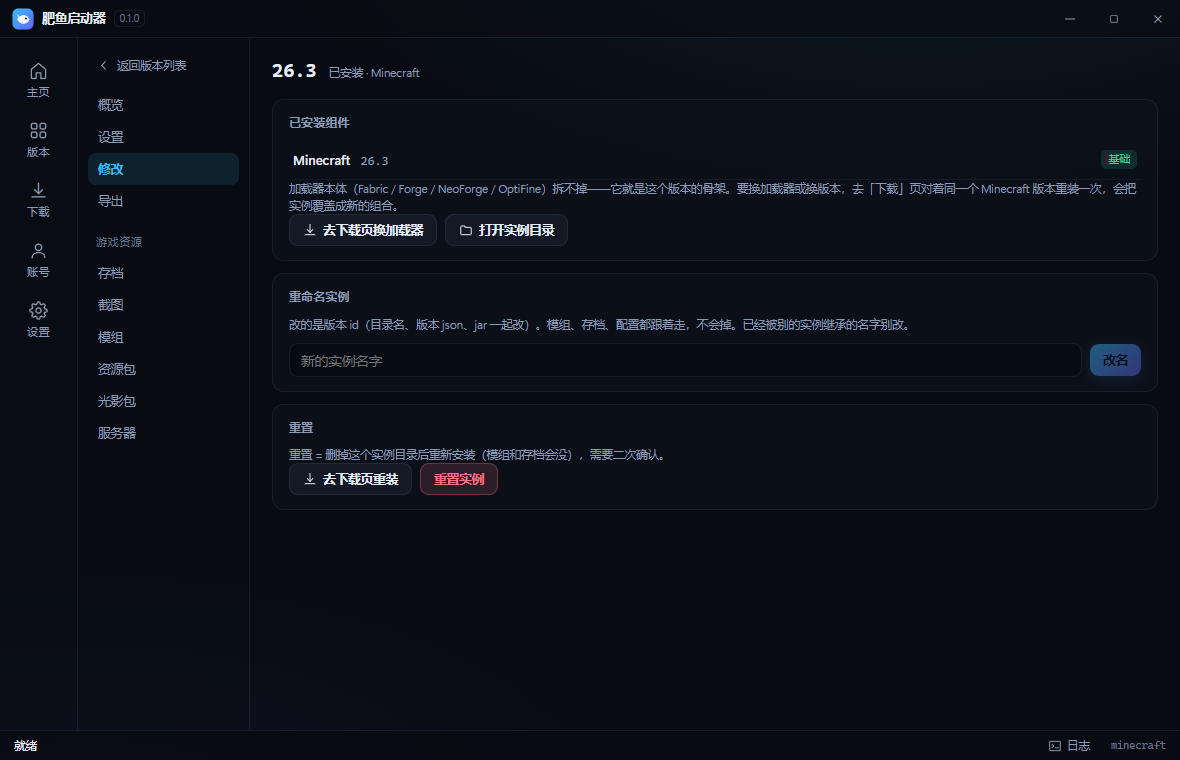 肥鱼启动器 0.1.0
主页
版本
下载
账号
设置
返回版本列表
概览
设置
修改
导出
游戏资源
存档
截图
模组
资源包
光影包
服务器
26.3 已安装 · Minecraft
已安装组件
Minecraft 26.3 基础
加载器本体（Fabric / Forge / NeoForge / OptiFine）拆不掉——它就是这个版本的骨架。要换加载器或换版本，去「下载」页对着同一个 Minecraft 版本重装一次，会把
实例覆盖成新的组合。
去下载页换加载器 打开实例目录
重命名实例
改的是版本 id（目录名、版本 json、jar 一起改）。模组、存档、配置都跟着走，不会掉。已经被别的实例继承的名字别改。
新的实例名字 改名
重置
重置 = 删掉这个实例目录后重新安装（模组和存档会没），需要二次确认。
去下载页重装 重置实例
就绪 日志 minecraft